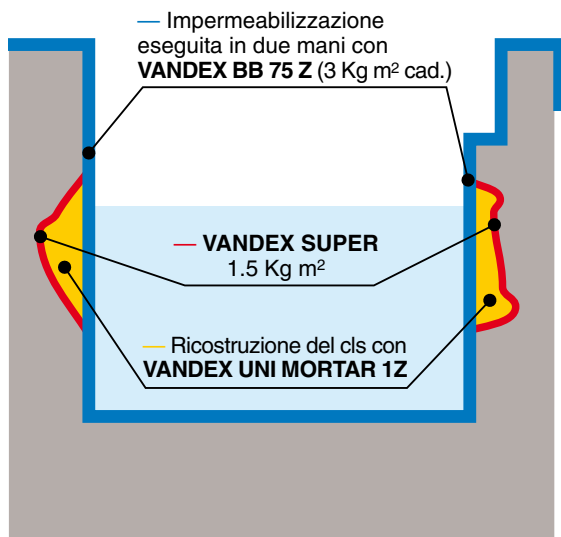 — Impermeabilizzazione
eseguita in due mani con
VANDEX BB 75 Z (3 Kg m² cad.)
— VANDEX SUPER
1.5 Kg m²
— Ricostruzione del cls con
VANDEX UNI MORTAR 1Z